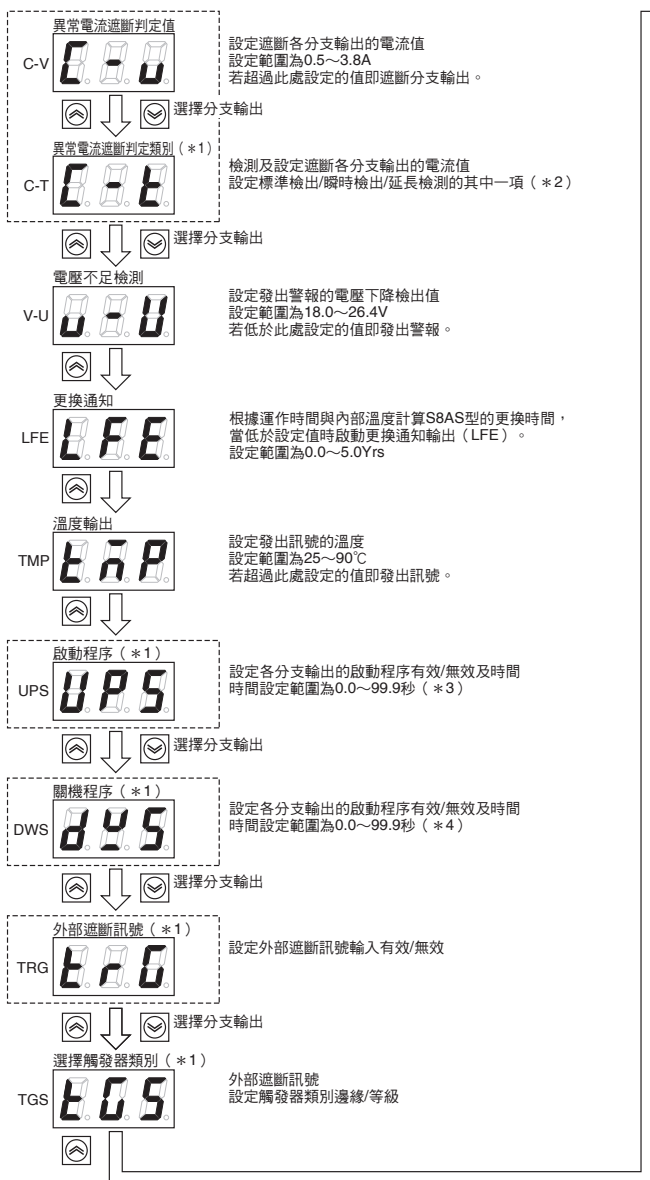 異常電流遮斷判定值
C-V
設定遮斷各分支輸出的電流值
設定範圍為0.5～3.8A
若超過此處設定的值即遮斷分支輸出。
選擇分支輸出
異常電流遮斷判定類別（＊1）
C-T
檢測及設定遮斷各分支輸出的電流值
設定標準檢出/瞬時檢出/延長檢測的其中一項（＊2）
選擇分支輸出
電壓不足檢測
V-U
設定發出警報的電壓下降檢出值
設定範圍為18.0～26.4V
若低於此處設定的值即發出警報。
更換通知
LFE
LFE
根據運作時間與內部溫度計算S8AS型的更換時間，
當低於設定值時啟動更換通知輸出（LFE）。
設定範圍為0.0～5.0Yrs
溫度輸出
TMP
設定發出訊號的溫度
設定範圍為25～90℃
若超過此處設定的值即發出訊號。
啟動程序（＊1）
UPS
UPS
設定各分支輸出的啟動程序有效/無效及時間
時間設定範圍為0.0～99.9秒（＊3）
選擇分支輸出
關機程序（＊1）
DWS
設定各分支輸出的啟動程序有效/無效及時間
時間設定範圍為0.0～99.9秒（＊4）
選擇分支輸出
外部遮斷訊號（＊1）
TRG
trG
設定外部遮斷訊號輸入有效/無效
選擇分支輸出
選擇觸發器類別（＊1）
TGS
tGS
外部遮斷訊號
設定觸發器類別邊緣/等級